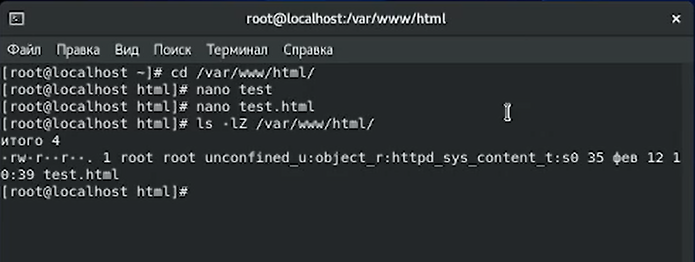 root@localhost:/var/www/html
Файл Правка Вид Поиск Терминал Справка
[root@localhost ~]# cd /var/www/html/
[root@localhost html]# nano test
[root@localhost html]# nano test.html
[root@localhost html]# ls -lZ /var/www/html/
итого 4
-rw-r--r--. 1 root root unconfined_u:object_r:httpd_sys_content_t:s0 35 фев 12 1
0:39 test.html
[root@localhost html]#